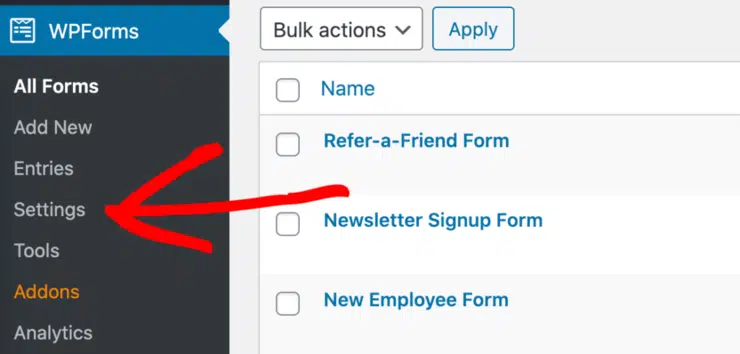 WPForms
All Forms
Add New
Entries
Settings
Tools
Addons
Analytics
Bulk actions
Apply
Name
Refer-a-Friend Form
Newsletter Signup Form
New Employee Form